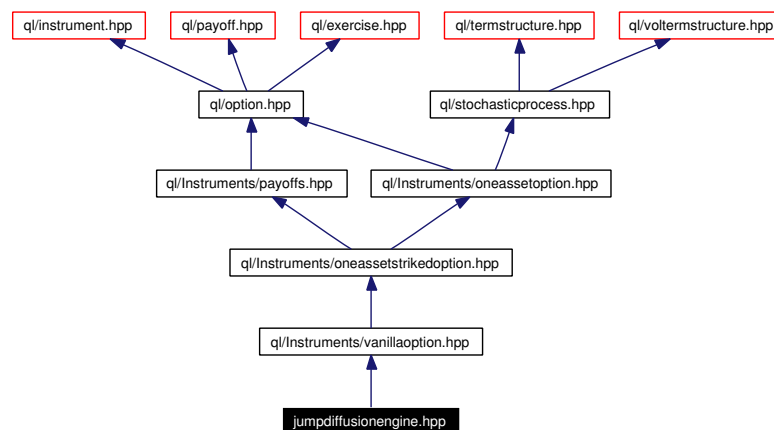 ql/instrument.hpp
ql/payoff.hpp
ql/exercise.hpp
ql/termstructure.hpp
ql/voltermstructure.hpp
ql/option.hpp
ql/stochasticprocess.hpp
ql/Instruments/payoffs.hpp
ql/Instruments/oneassetoption.hpp
ql/Instruments/oneassetstrikedoption.hpp
ql/Instruments/vanillaoption.hpp
jumpdiffusionengine.hpp